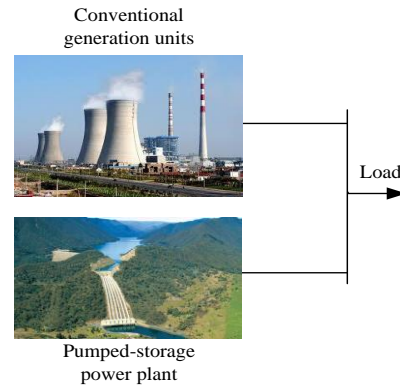 Conventional
generation units
Load
Pumped-storage
power plant